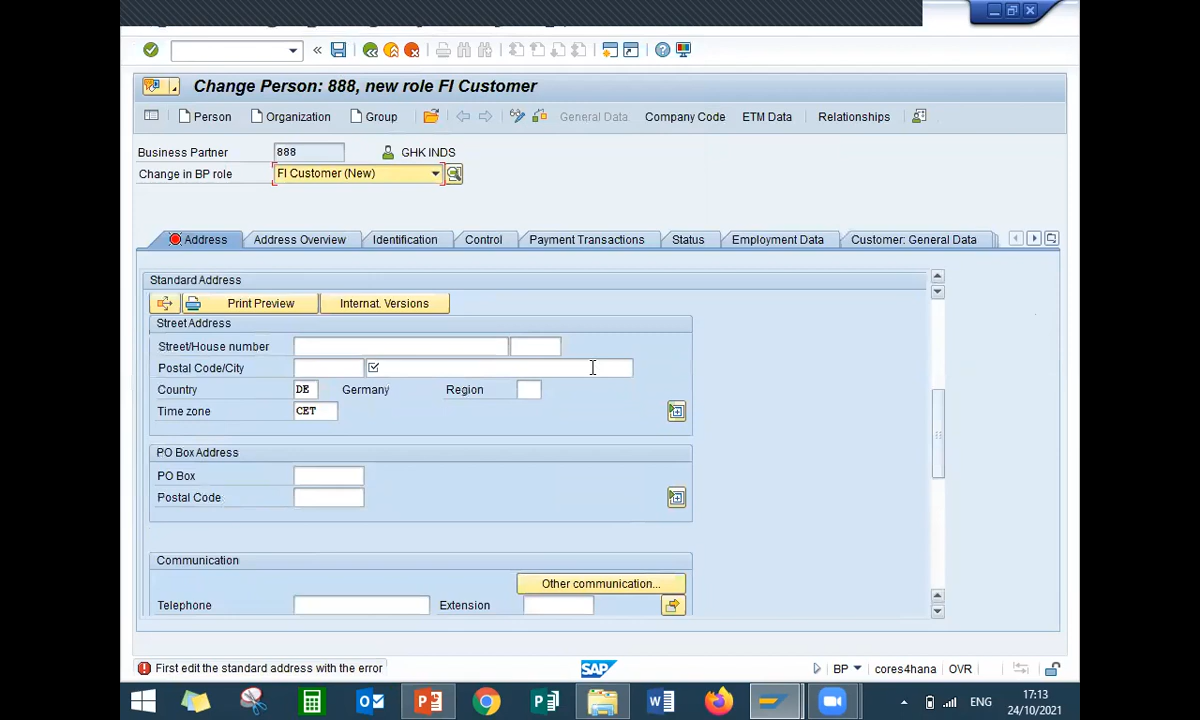 Change Person: 888, new role FI Customer
Person Organization Group General Data Company Code ETM Data Relationships
Business Partner 888 GHK INDS
Change in BP role FI Customer (New)
Address Address Overview Identification Control Payment Transactions Status Employment Data Customer: General Data
Standard Address
Print Preview Internat. Versions
Street Address
Street/House number
Postal Code/City
Country DE Germany Region
Time zone CET
PO Box Address
PO Box
Postal Code
Communication
Other communication...
Telephone Extension
First edit the standard address with the error SAP BP cores4hana OVR
ENG 17:13
24/10/2021